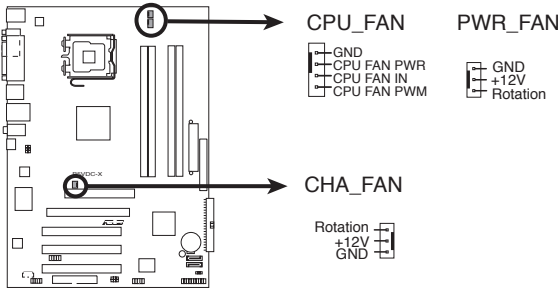 CPU_FAN
PWR_FAN
GND
CPU FAN PWR
CPU FAN IN
CPU FAN PWM
GND
+12V
Rotation
CHA_FAN
Rotation
+12V
GND